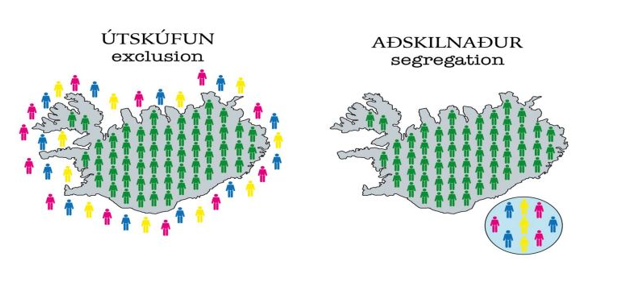 ÚTSKÚFUN
exclusion
AÐSKILNAÐUR
segregation